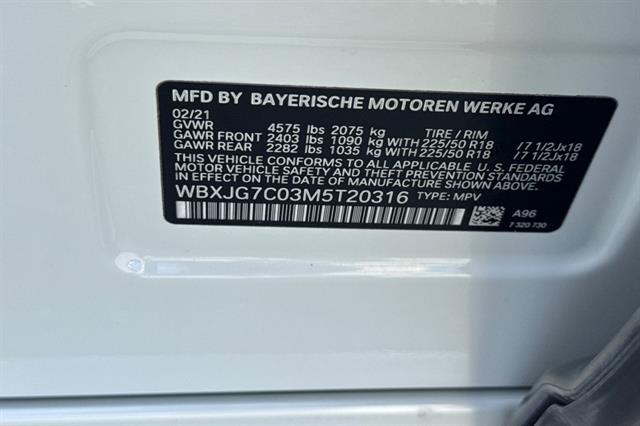 MFD BY BAYERISCHE MOTOREN WERKE AG
02/21
GVWR 4575 lbs 2075 kg TIRE / RIM
GAWR FRONT 2403 lbs 1090 kg WITH 225/50 R18 /7 1/2Jx18
GAWR REAR 2282 lbs 1035 kg WITH 225/50 R18 /7 1/2Jx18
THIS VEHICLE CONFORMS TO ALL APPLICABLE U.S. FEDERAL
MOTOR VEHICLE SAFETY, BUMPER, AND THEFT PREVENTION STANDARDS
IN EFFECT ON THE DATE OF MANUFACTURE SHOWN ABOVE.
WBXJG7C03M5T20316 TYPE: MPV
A96
7 320 730